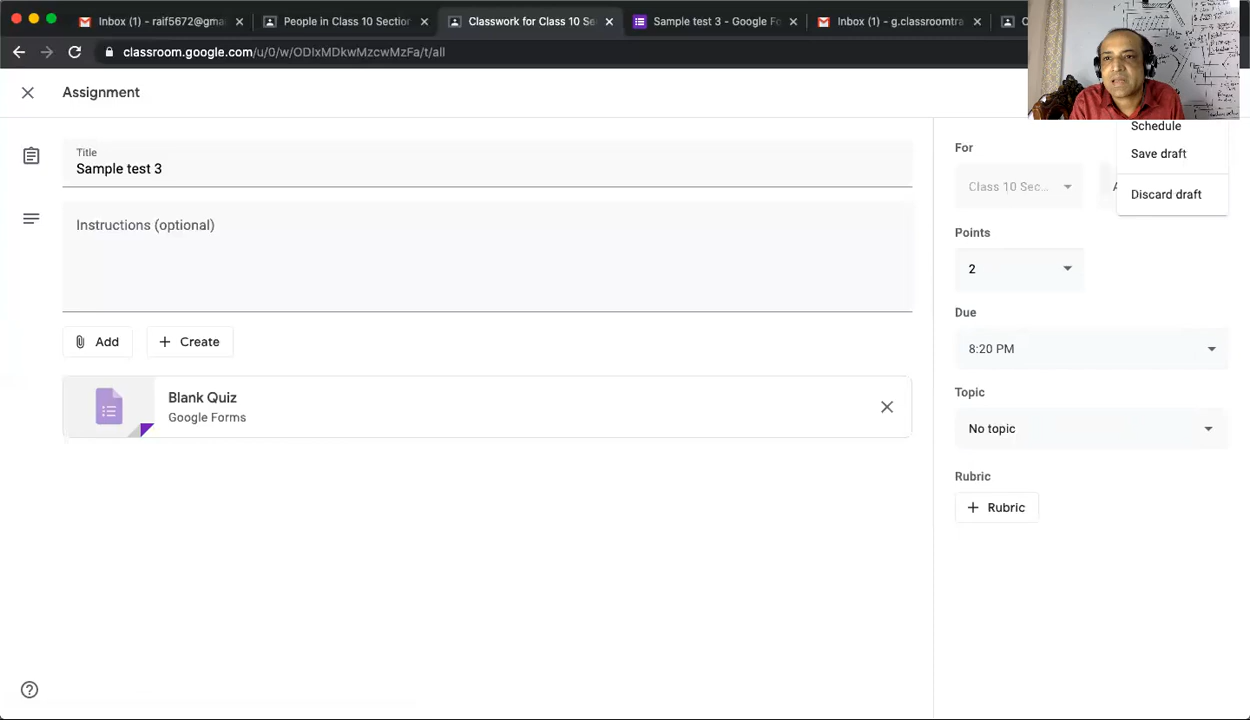 Inbox (1) - raif5672@gma
People in Class 10 Section
Classwork for Class 10 Se
Sample test 3 - Google Fo
Inbox (1) - g.classroomtra
classroom.google.com/u/0/w/ODIxMDkwMzcwMzFa/t/all
Assignment
Schedule
Save draft
Discard draft
Title
Sample test 3
Instructions (optional)
Add
Create
Blank Quiz
Google Forms
For
Class 10 Sec...
Points
2
Due
8:20 PM
Topic
No topic
Rubric
Rubric